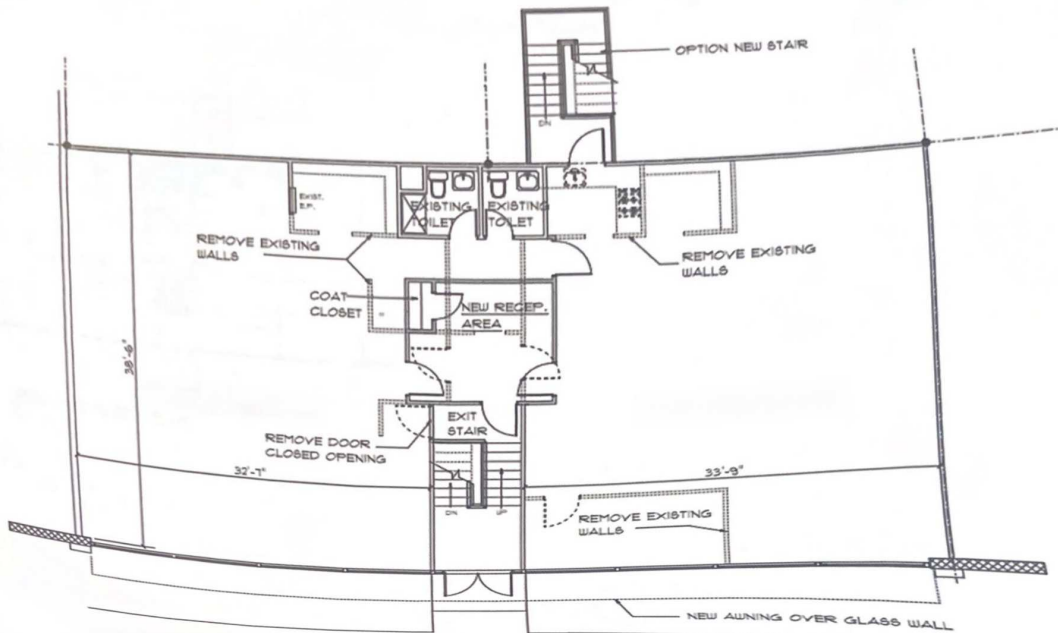 OPTION NEW STAIR
DN
EXIST.
E.P.
EXISTING
TOILET
EXISTING
TOILET
REMOVE EXISTING
WALLS
REMOVE EXISTING
WALLS
COAT
CLOSET
NEW RECEP.
AREA
38'-6"
EXIT
STAIR
REMOVE DOOR
CLOSED OPENING
32'-7"
33'-9"
DN
UP
REMOVE EXISTING
WALLS
NEW AWNING OVER GLASS WALL